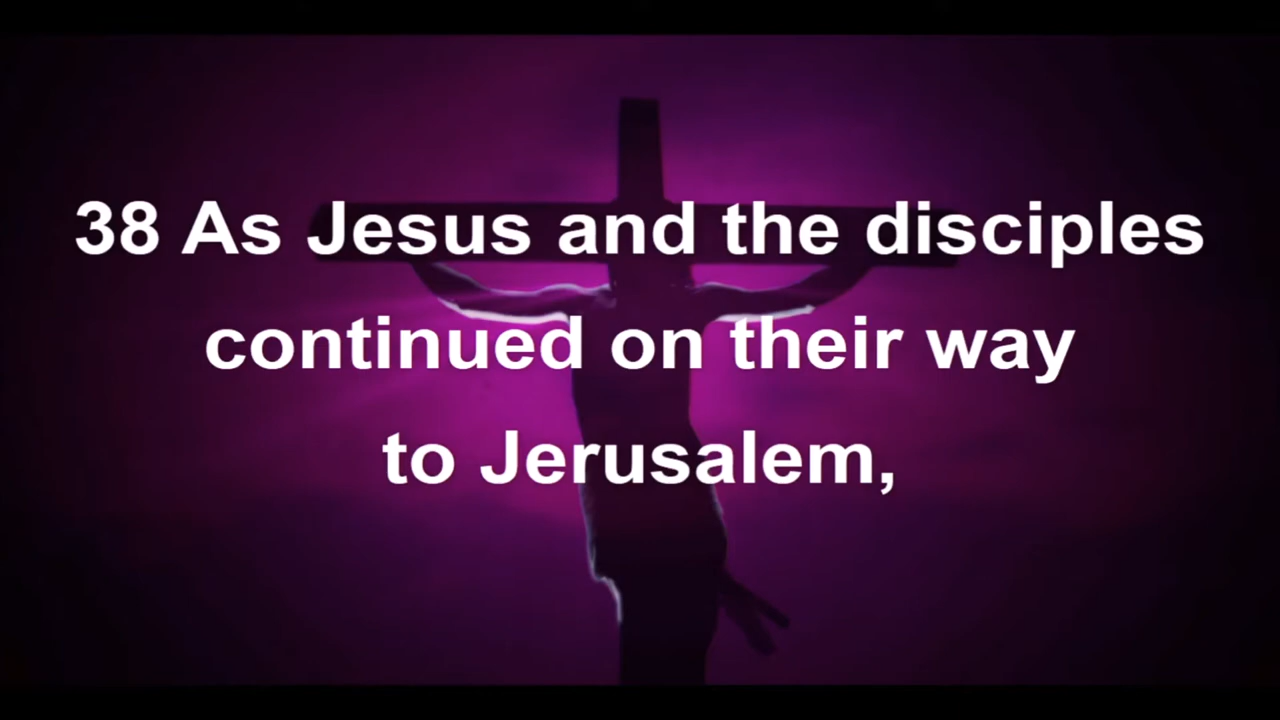 38 As Jesus and the disciples
continued on their way
to Jerusalem,